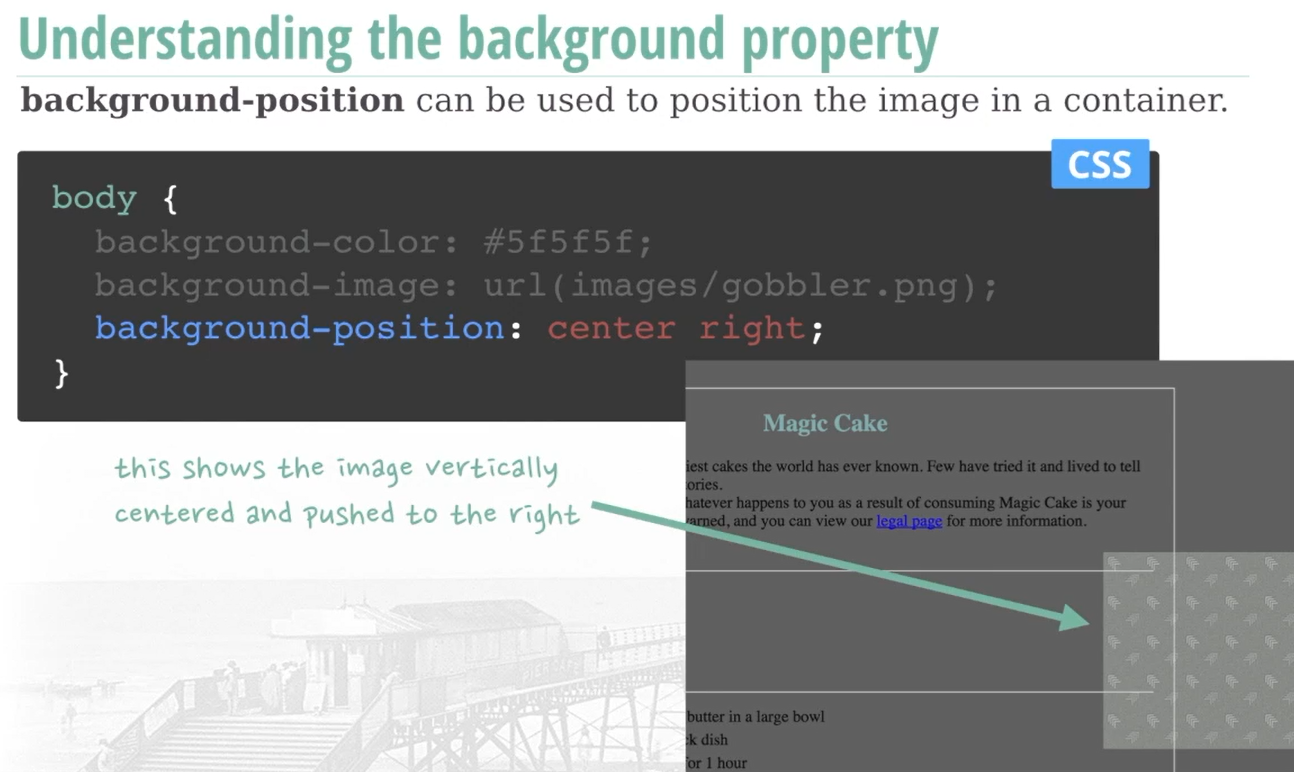 Understanding the background property
background-position can be used to position the image in a container.
CSS
body {
background-color: #5f5f5f;
background-image: url(images/gobbler.png);
background-position: center right;
}
this shows the image vertically
centered and pushed to the right
Magic Cake
iest cakes the world has ever known. Few have tried it and lived to tell
ories.
hatever happens to you as a result of consuming Magic Cake is your
arned, and you can view our legal page for more information.
butter in a large bowl
k dish
or 1 hour